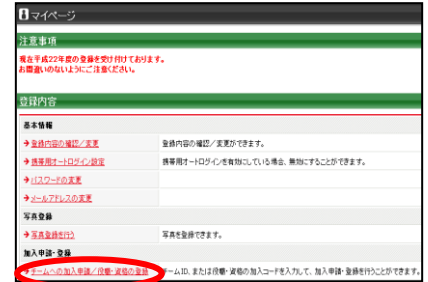 マイページ
注意事項
現在平成22年度の登録を受け付けております。
お間違いのないようにご注意ください。
登録内容
基本情報
登録内容の確認／変更 登録内容の確認／変更ができます。
携帯用オートログイン設定 携帯用オートログインを有効にしている場合、無効にすることができます。
パスワードの変更
メールアドレスの変更
写真登録
写真登録を行う 写真を登録できます。
加入申請・登録
チームへの加入申請／役職・資格の登録 チームID、または役職・資格の加入コードを入力して、加入申請・登録を行うことができます。